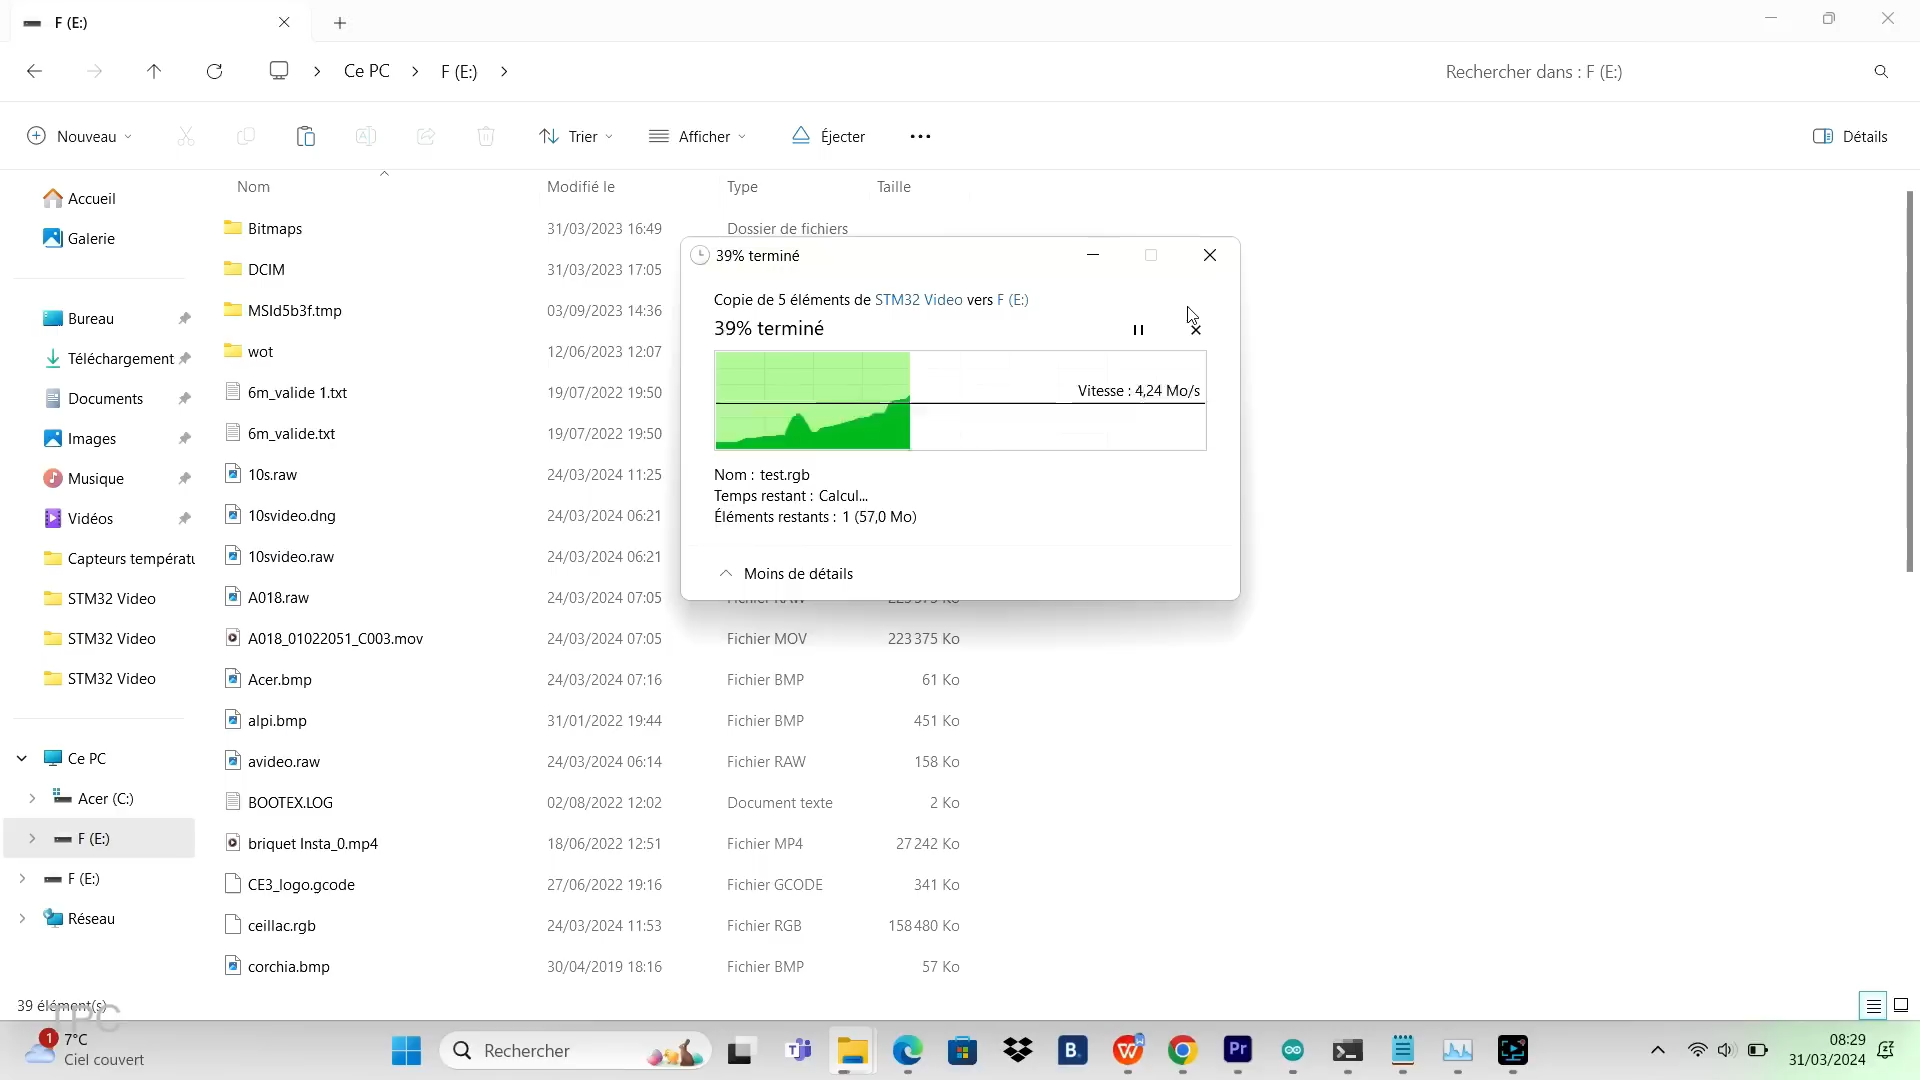 F (E:)
Ce PC
F (E:)
Rechercher dans : F (E:)
Nouveau
Trier
Afficher
Éjecter
Détails
Nom
Modifié le
Type
Taille
Accueil
Galerie
Bureau
Téléchargement
Documents
Images
Musique
Vidéos
Capteurs températu
STM32 Video
STM32 Video
STM32 Video
Ce PC
Acer (C:)
F (E:)
F (E:)
Réseau
Bitmaps 31/03/2023 16:49 Dossier de fichiers
DCIM 31/03/2023 17:05
MSId5b3f.tmp 03/09/2023 14:36
wot 12/06/2023 12:07
6m_valide 1.txt 19/07/2022 19:50
6m_valide.txt 19/07/2022 19:50
10s.raw 24/03/2024 11:25
10svideo.dng 24/03/2024 06:21
10svideo.raw 24/03/2024 06:21
A018.raw 24/03/2024 07:05
A018_01022051_C003.mov 24/03/2024 07:05 Fichier MOV 223 375 Ko
Acer.bmp 24/03/2024 07:16 Fichier BMP 61 Ko
alpi.bmp 31/01/2022 19:44 Fichier BMP 451 Ko
avideo.raw 24/03/2024 06:14 Fichier RAW 158 Ko
BOOTEX.LOG 02/08/2022 12:02 Document texte 2 Ko
briquet Insta_0.mp4 18/06/2022 12:51 Fichier MP4 27 242 Ko
CE3_logo.gcode 27/06/2022 19:16 Fichier GCODE 341 Ko
ceillac.rgb 24/03/2024 11:53 Fichier RGB 158 480 Ko
corchia.bmp 30/04/2019 18:16 Fichier BMP 57 Ko
39% terminé
Copie de 5 éléments de STM32 Video vers F (E:)
39% terminé
Vitesse : 4,24 Mo/s
Nom : test.rgb
Temps restant : Calcul...
Éléments restants : 1 (57,0 Mo)
Moins de détails
39 élément(s)
TPC
1
7°C
Ciel couvert
Rechercher
B.
W
Pr
08:29
31/03/2024